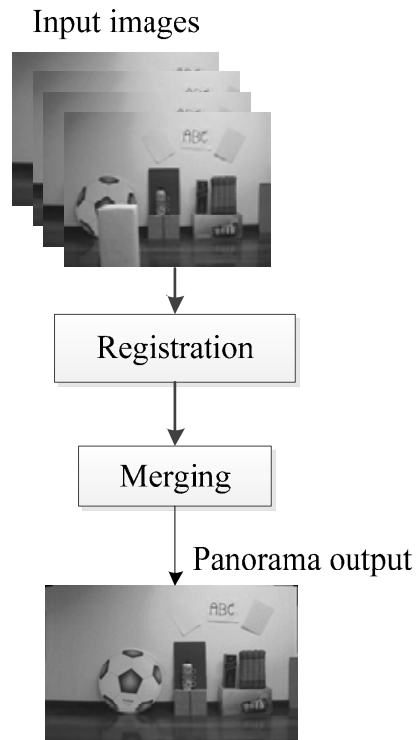 Input images
ABC
Registration
Merging
Panorama output
ABC